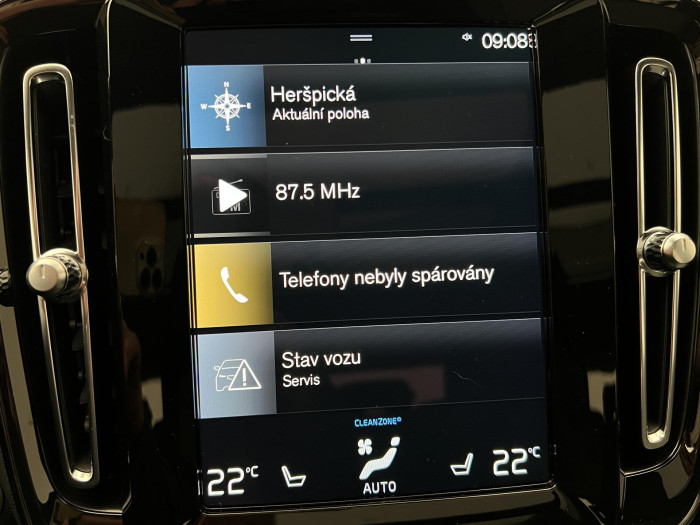 09:08
N
W E
S
Heršpická
Aktuální poloha
87.5 MHz
Telefony nebyly spárovány
Stav vozu
Servis
CLEANZONE®
22°C
AUTO
22°C